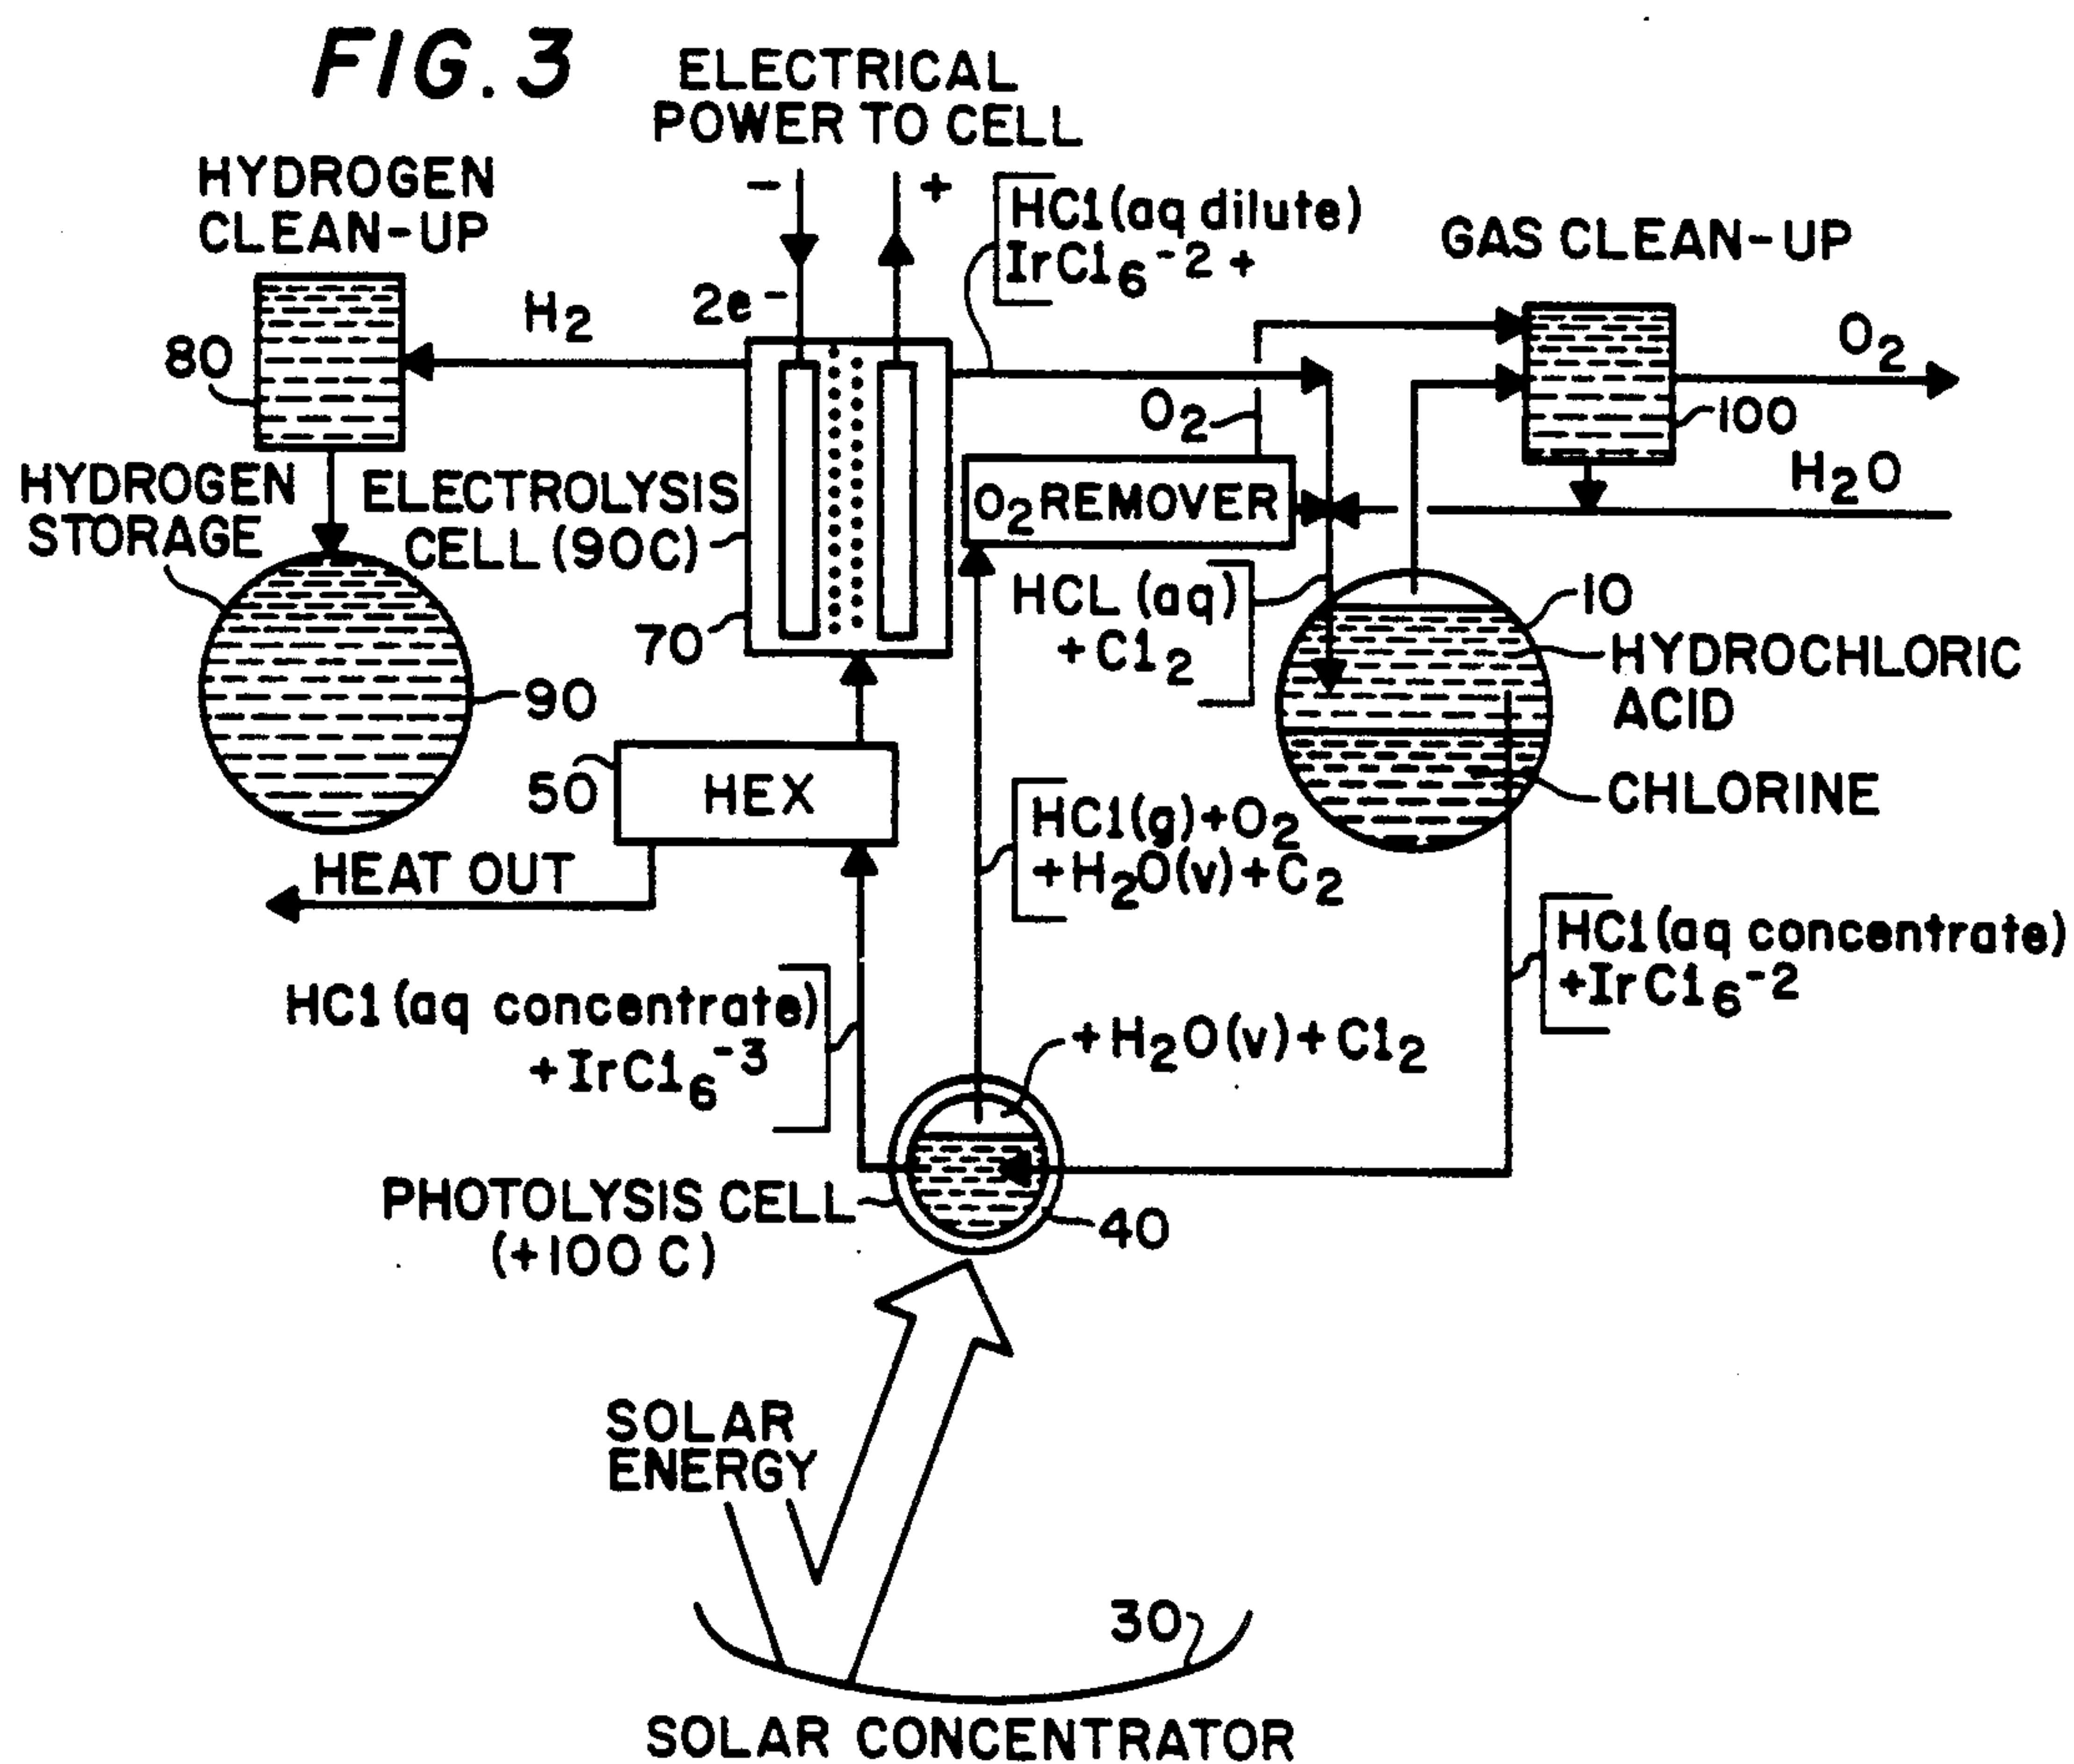 FIG. 3
ELECTRICAL
POWER TO CELL
HYDROGEN
CLEAN-UP
- +
HCl(aq dilute)
IrCl6-2 +
GAS CLEAN-UP
H2
2e-
80
O2
O2
100
H2O
HYDROGEN
STORAGE
ELECTROLYSIS
CELL (90C)
O2 REMOVER
70
HCL (aq)
+Cl2
10
HYDROCHLORIC
ACID
90
50
HEX
CHLORINE
HCl(g)+O2
+H2O(v)+C2
HEAT OUT
HCl(aq concentrate)
+IrCl6-2
HCl(aq concentrate)
+IrCl6-3
+H2O(v)+Cl2
PHOTOLYSIS CELL
(+100 C)
40
SOLAR
ENERGY
30
SOLAR CONCENTRATOR